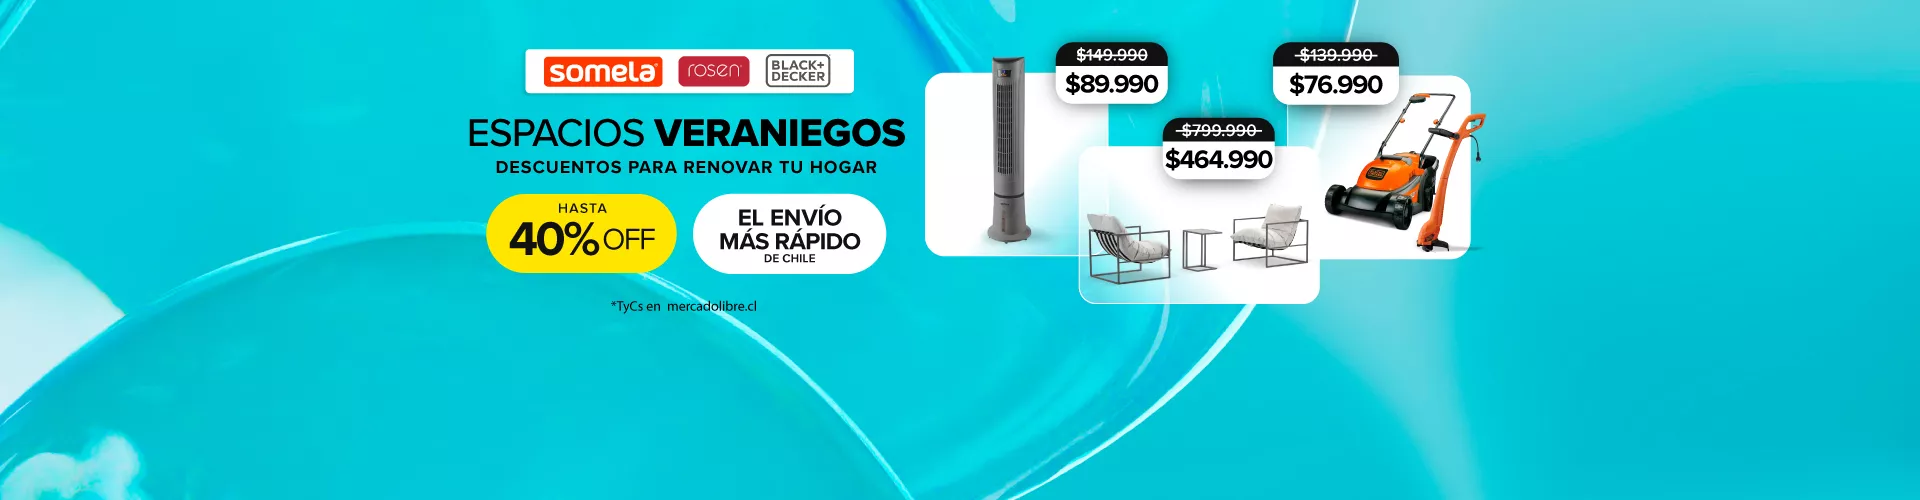 somela
rosen
BLACK+
DECKER
ESPACIOS VERANIEGOS
DESCUENTOS PARA RENOVAR TU HOGAR
HASTA
40% OFF
EL ENVÍO
MÁS RÁPIDO
DE CHILE
*TyCs en mercadolibre.cl
$149.990
$89.990
$799.990
$464.990
$139.990
$76.990